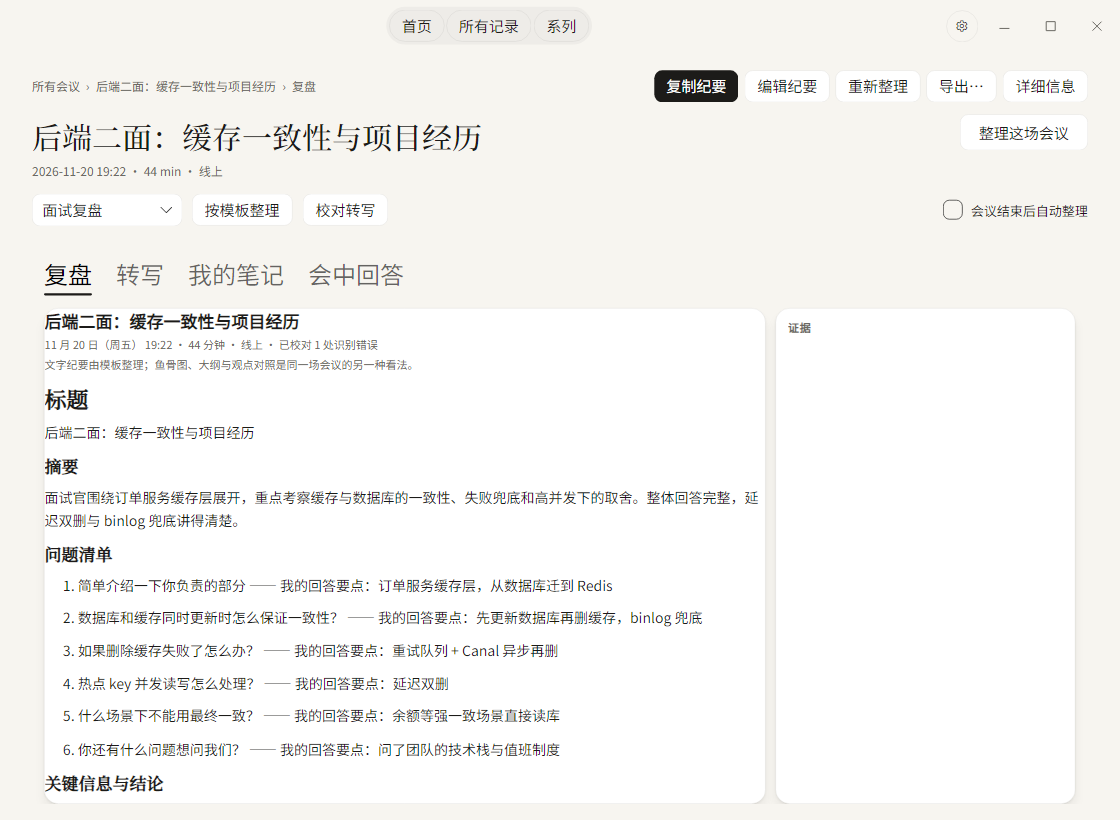 首页 所有记录 系列
所有会议 › 后端二面：缓存一致性与项目经历 › 复盘
复制纪要 编辑纪要 重新整理 导出… 详细信息
后端二面：缓存一致性与项目经历
整理这场会议
2026-11-20 19:22 · 44 min · 线上
面试复盘 按模板整理 校对转写
会议结束后自动整理
复盘 转写 我的笔记 会中回答
后端二面：缓存一致性与项目经历
11 月 20 日（周五） 19:22 · 44 分钟 · 线上 · 已校对 1 处识别错误
文字纪要由模板整理；鱼骨图、大纲与观点对照是同一场会议的另一种看法。
标题
后端二面：缓存一致性与项目经历
摘要
面试官围绕订单服务缓存层展开，重点考察缓存与数据库的一致性、失败兜底和高并发下的取舍。整体回答完整，延
迟双删与 binlog 兜底讲得清楚。
问题清单
1. 简单介绍一下你负责的部分 —— 我的回答要点：订单服务缓存层，从数据库迁到 Redis
2. 数据库和缓存同时更新时怎么保证一致性？ —— 我的回答要点：先更新数据库再删缓存，binlog 兜底
3. 如果删除缓存失败了怎么办？ —— 我的回答要点：重试队列 + Canal 异步再删
4. 热点 key 并发读写怎么处理？ —— 我的回答要点：延迟双删
5. 什么场景下不能用最终一致？ —— 我的回答要点：余额等强一致场景直接读库
6. 你还有什么问题想问我们？ —— 我的回答要点：问了团队的技术栈与值班制度
关键信息与结论
证据